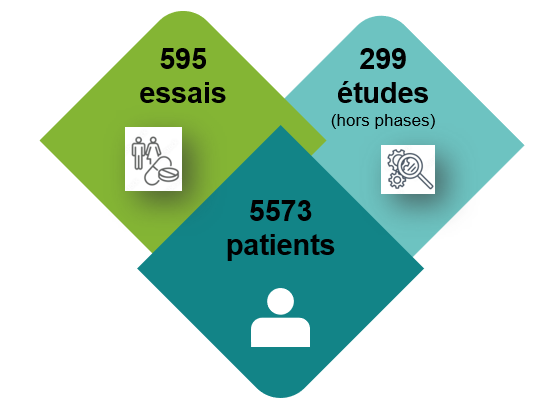 595
essais
299
études
(hors phases)
5573
patients